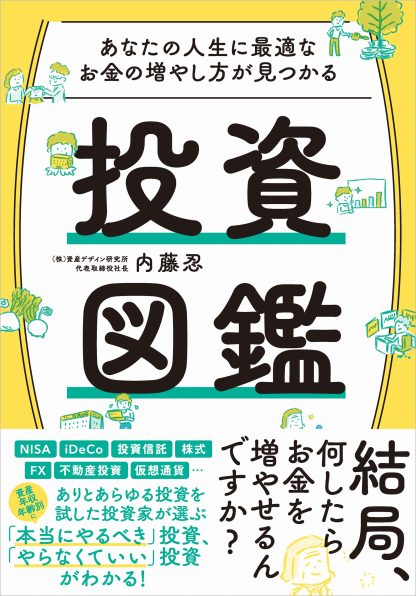 あなたの人生に最適な
お金の増やし方が見つかる
投資
図鑑
(株)資産デザイン研究所
代表取締役社長
内藤忍
結局、
何したら
お金を
増やせるん
ですか?
NISA iDeCo 投資信託 株式
FX 不動産投資 仮想通貨 …
資産
年収
年齢別に
ありとあらゆる投資を
試した投資家が選ぶ
「本当にやるべき」投資、
「やらなくていい」投資
がわかる!